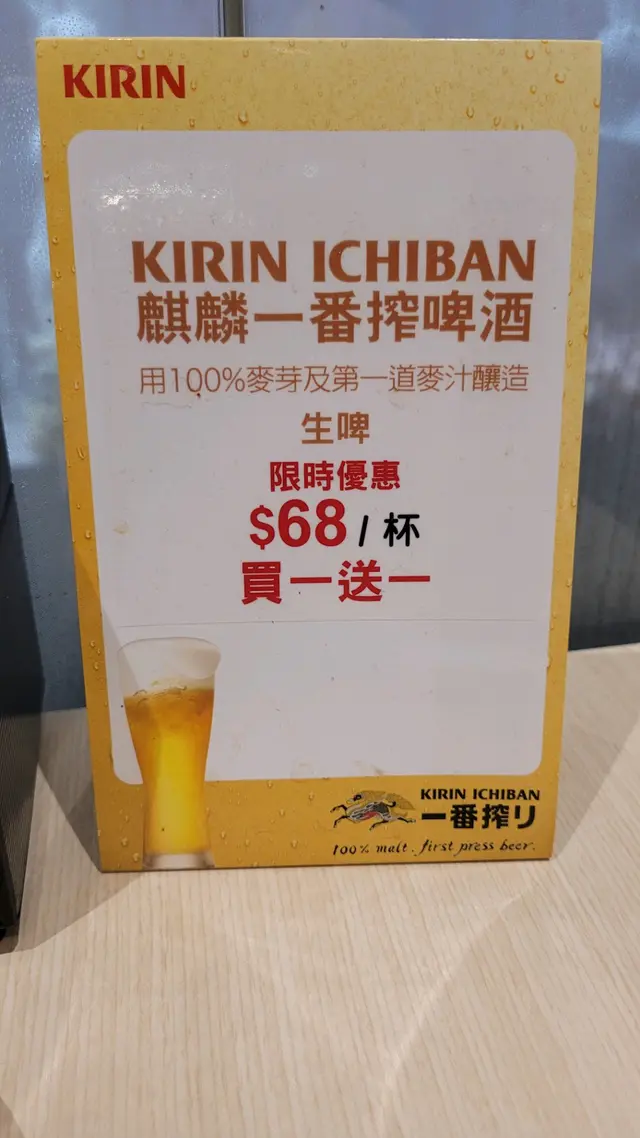 KIRIN
KIRIN ICHIBAN
麒麟一番搾啤酒
用100%麥芽及第一道麥汁釀造
生啤
限時優惠
$68 / 杯
買一送一
KIRIN ICHIBAN
一番搾り
100% malt . first press beer.